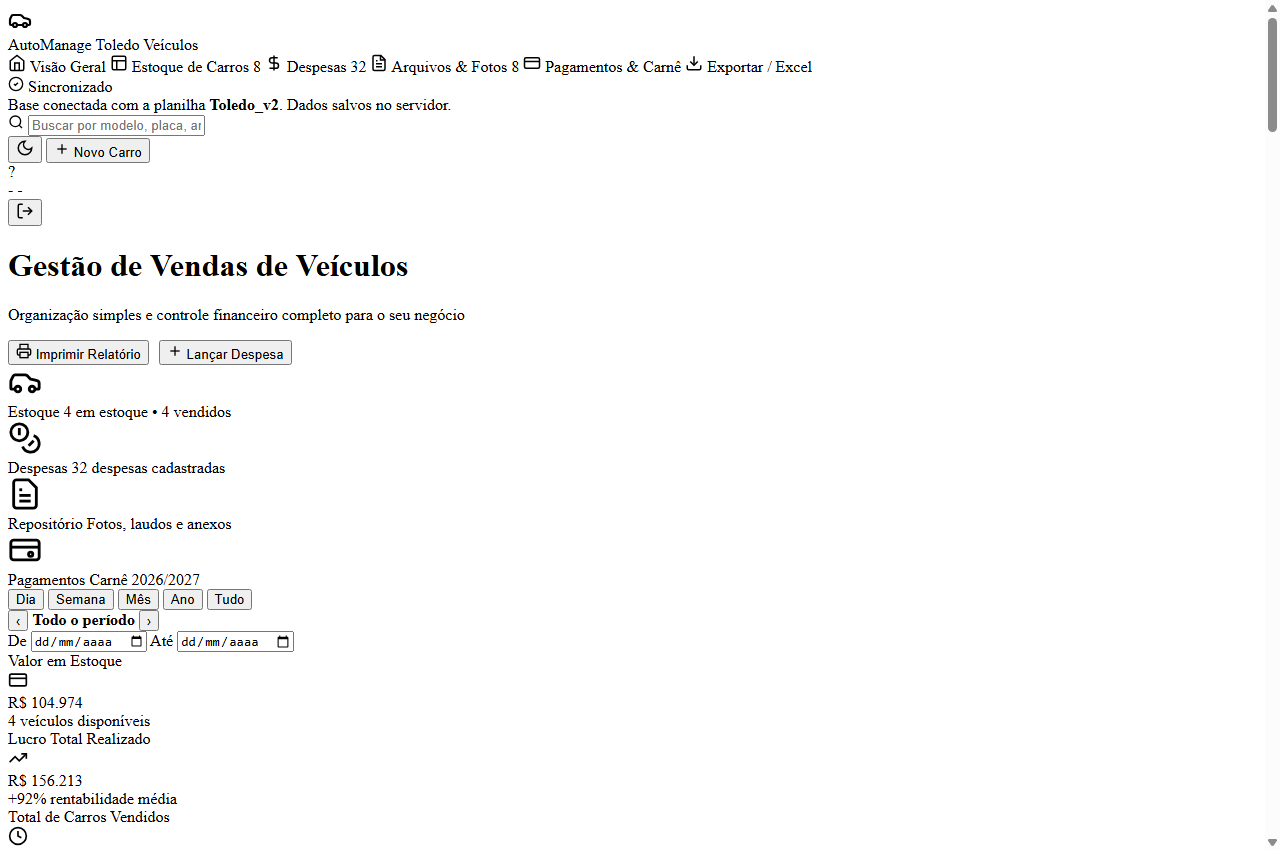 AutoManage Toledo Veículos
Visão Geral Estoque de Carros 8 Despesas 32 Arquivos & Fotos 8 Pagamentos & Carnê Exportar / Excel
Sincronizado
Base conectada com a planilha Toledo_v2. Dados salvos no servidor.
Buscar por modelo, placa, ar
Novo Carro
?
- -
Gestão de Vendas de Veículos
Organização simples e controle financeiro completo para o seu negócio
Imprimir Relatório Lançar Despesa
Estoque 4 em estoque • 4 vendidos
Despesas 32 despesas cadastradas
Repositório Fotos, laudos e anexos
Pagamentos Carnê 2026/2027
Dia Semana Mês Ano Tudo
‹ Todo o período ›
De dd/mm/aaaa Até dd/mm/aaaa
Valor em Estoque
R$ 104.974
4 veículos disponíveis
Lucro Total Realizado
R$ 156.213
+92% rentabilidade média
Total de Carros Vendidos